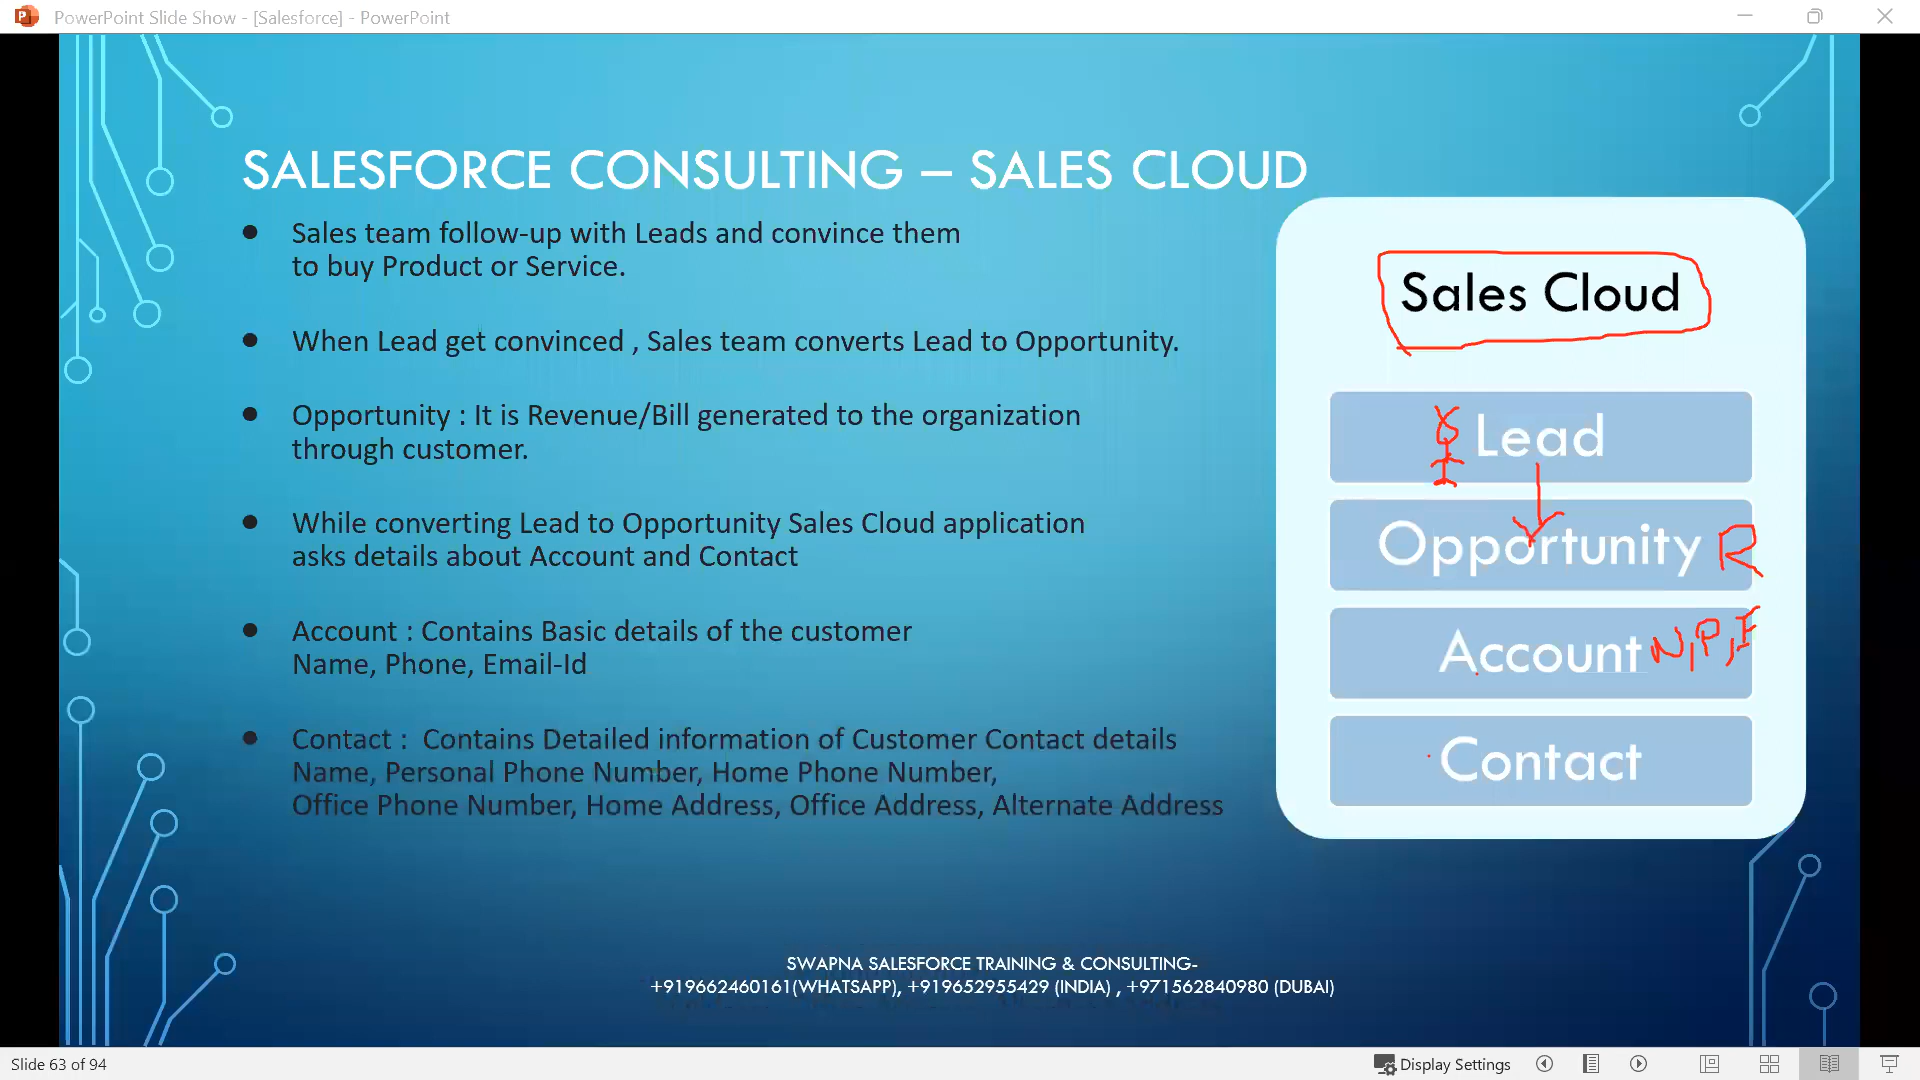 PowerPoint Slide Show - [Salesforce] - PowerPoint
SALESFORCE CONSULTING – SALES CLOUD
Sales team follow-up with Leads and convince them
to buy Product or Service.
When Lead get convinced , Sales team converts Lead to Opportunity.
Opportunity : It is Revenue/Bill generated to the organization
through customer.
While converting Lead to Opportunity Sales Cloud application
asks details about Account and Contact
Account : Contains Basic details of the customer
Name, Phone, Email-Id
Contact : Contains Detailed information of Customer Contact details
Name, Personal Phone Number, Home Phone Number,
Office Phone Number, Home Address, Office Address, Alternate Address
Sales Cloud
Lead
Opportunity R
Account N, P, E
Contact
SWAPNA SALESFORCE TRAINING & CONSULTING-
+919662460161(WHATSAPP), +919652955429 (INDIA) , +971562840980 (DUBAI)
Slide 63 of 94
Display Settings